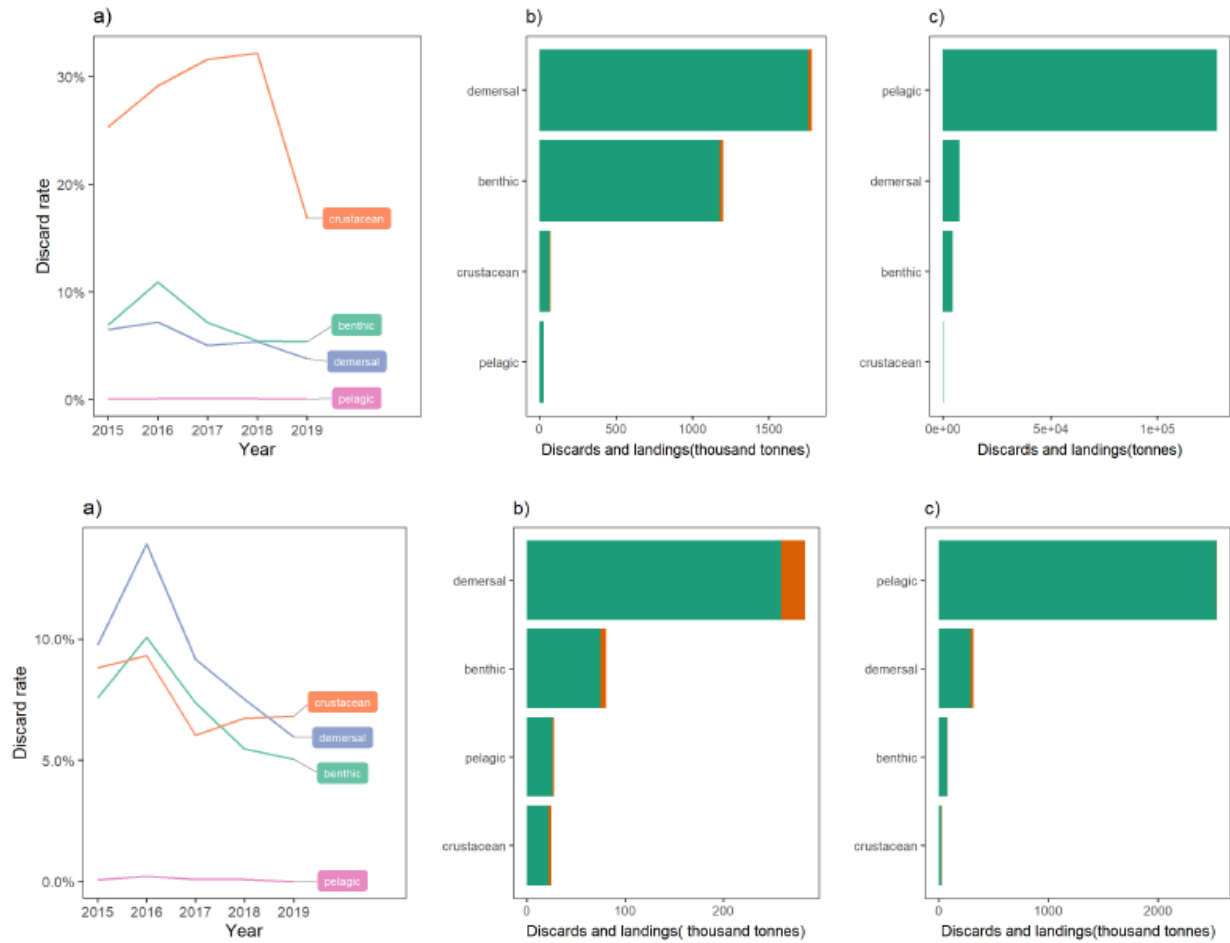 a)
30%
20%
10%
0%
Discard rate
crustacean
benthic
demersal
pelagic
2015 2016 2017 2018 2019
Year
b)
demersal
benthic
crustacean
pelagic
0 500 1000 1500
Discards and landings(thousand tonnes)
c)
pelagic
demersal
benthic
crustacean
0e+00 5e+04 1e+05
Discards and landings(tonnes)
a)
10.0%
5.0%
0.0%
Discard rate
crustacean
demersal
benthic
pelagic
2015 2016 2017 2018 2019
Year
b)
demersal
benthic
pelagic
crustacean
0 100 200
Discards and landings( thousand tonnes)
c)
pelagic
demersal
benthic
crustacean
0 1000 2000
Discards and landings(thousand tonnes)